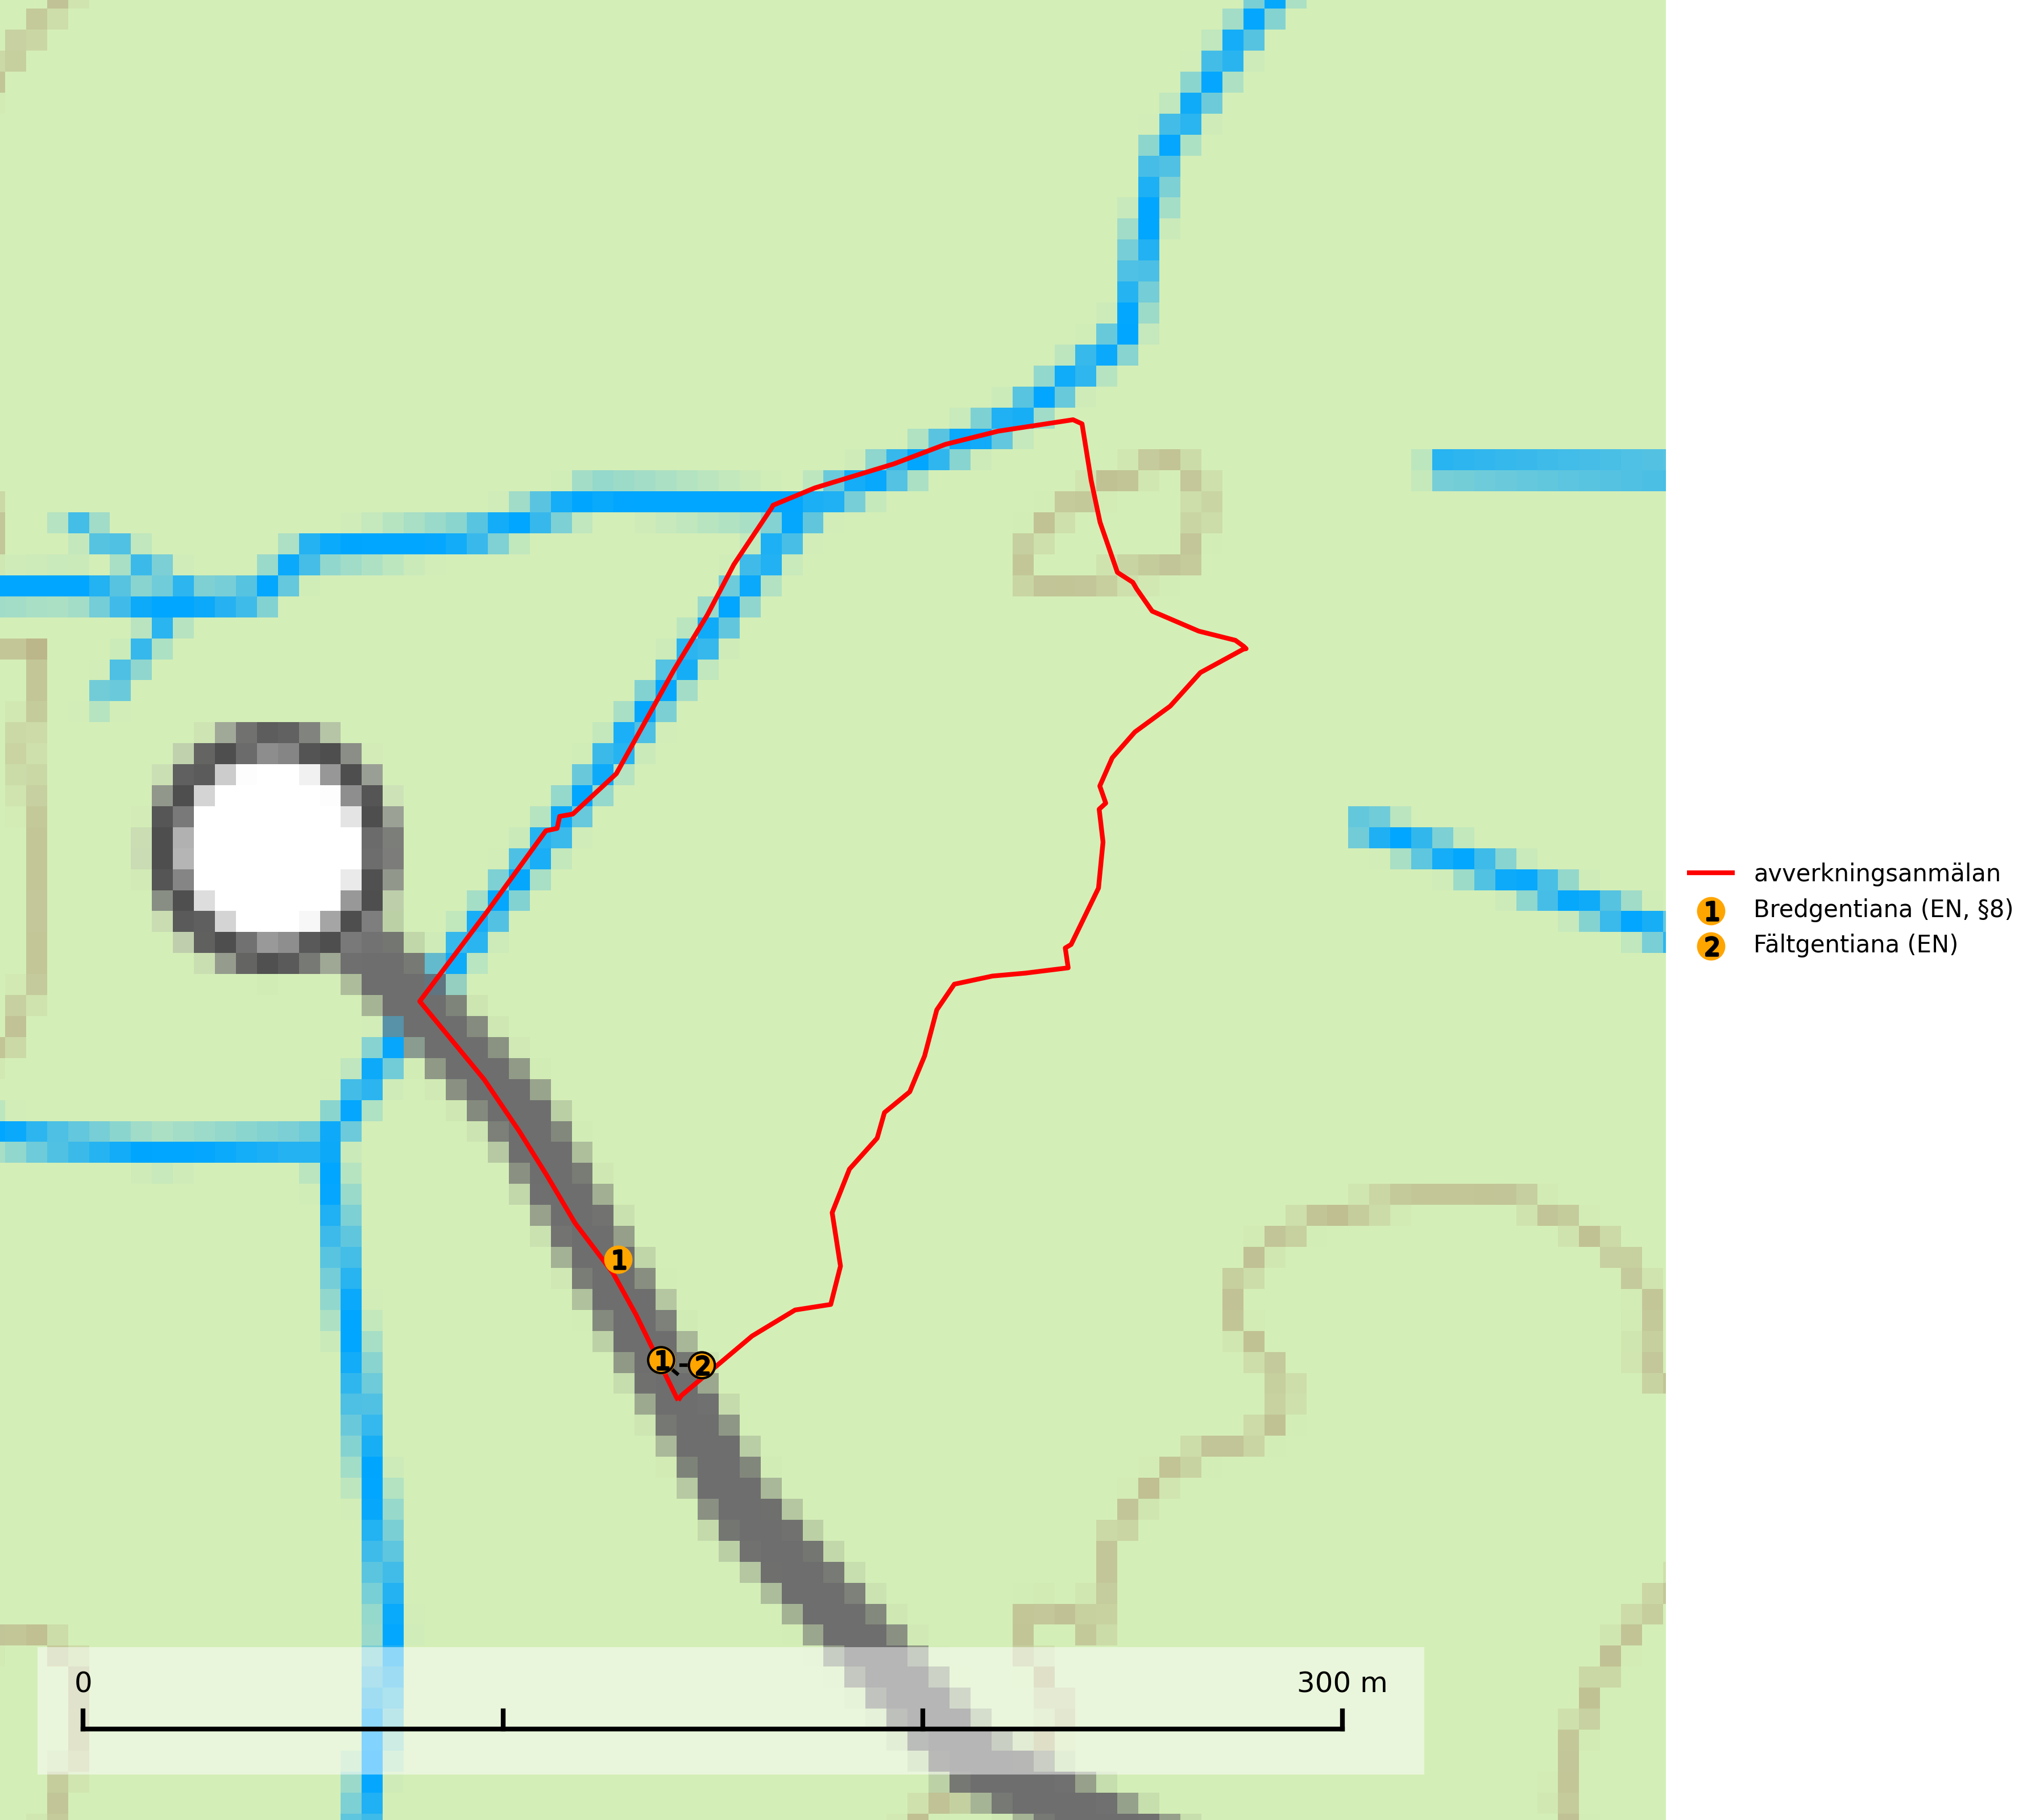 avverkningsanmälan
1 Bredgentiana (EN, §8)
2 Fältgentiana (EN)
1
1 2
0 300 m